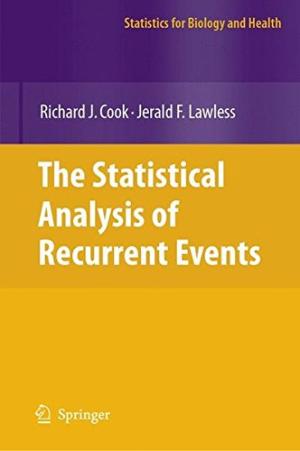 Statistics for Biology and Health
Richard J. Cook · Jerald F. Lawless
The Statistical
Analysis of
Recurrent Events
Springer